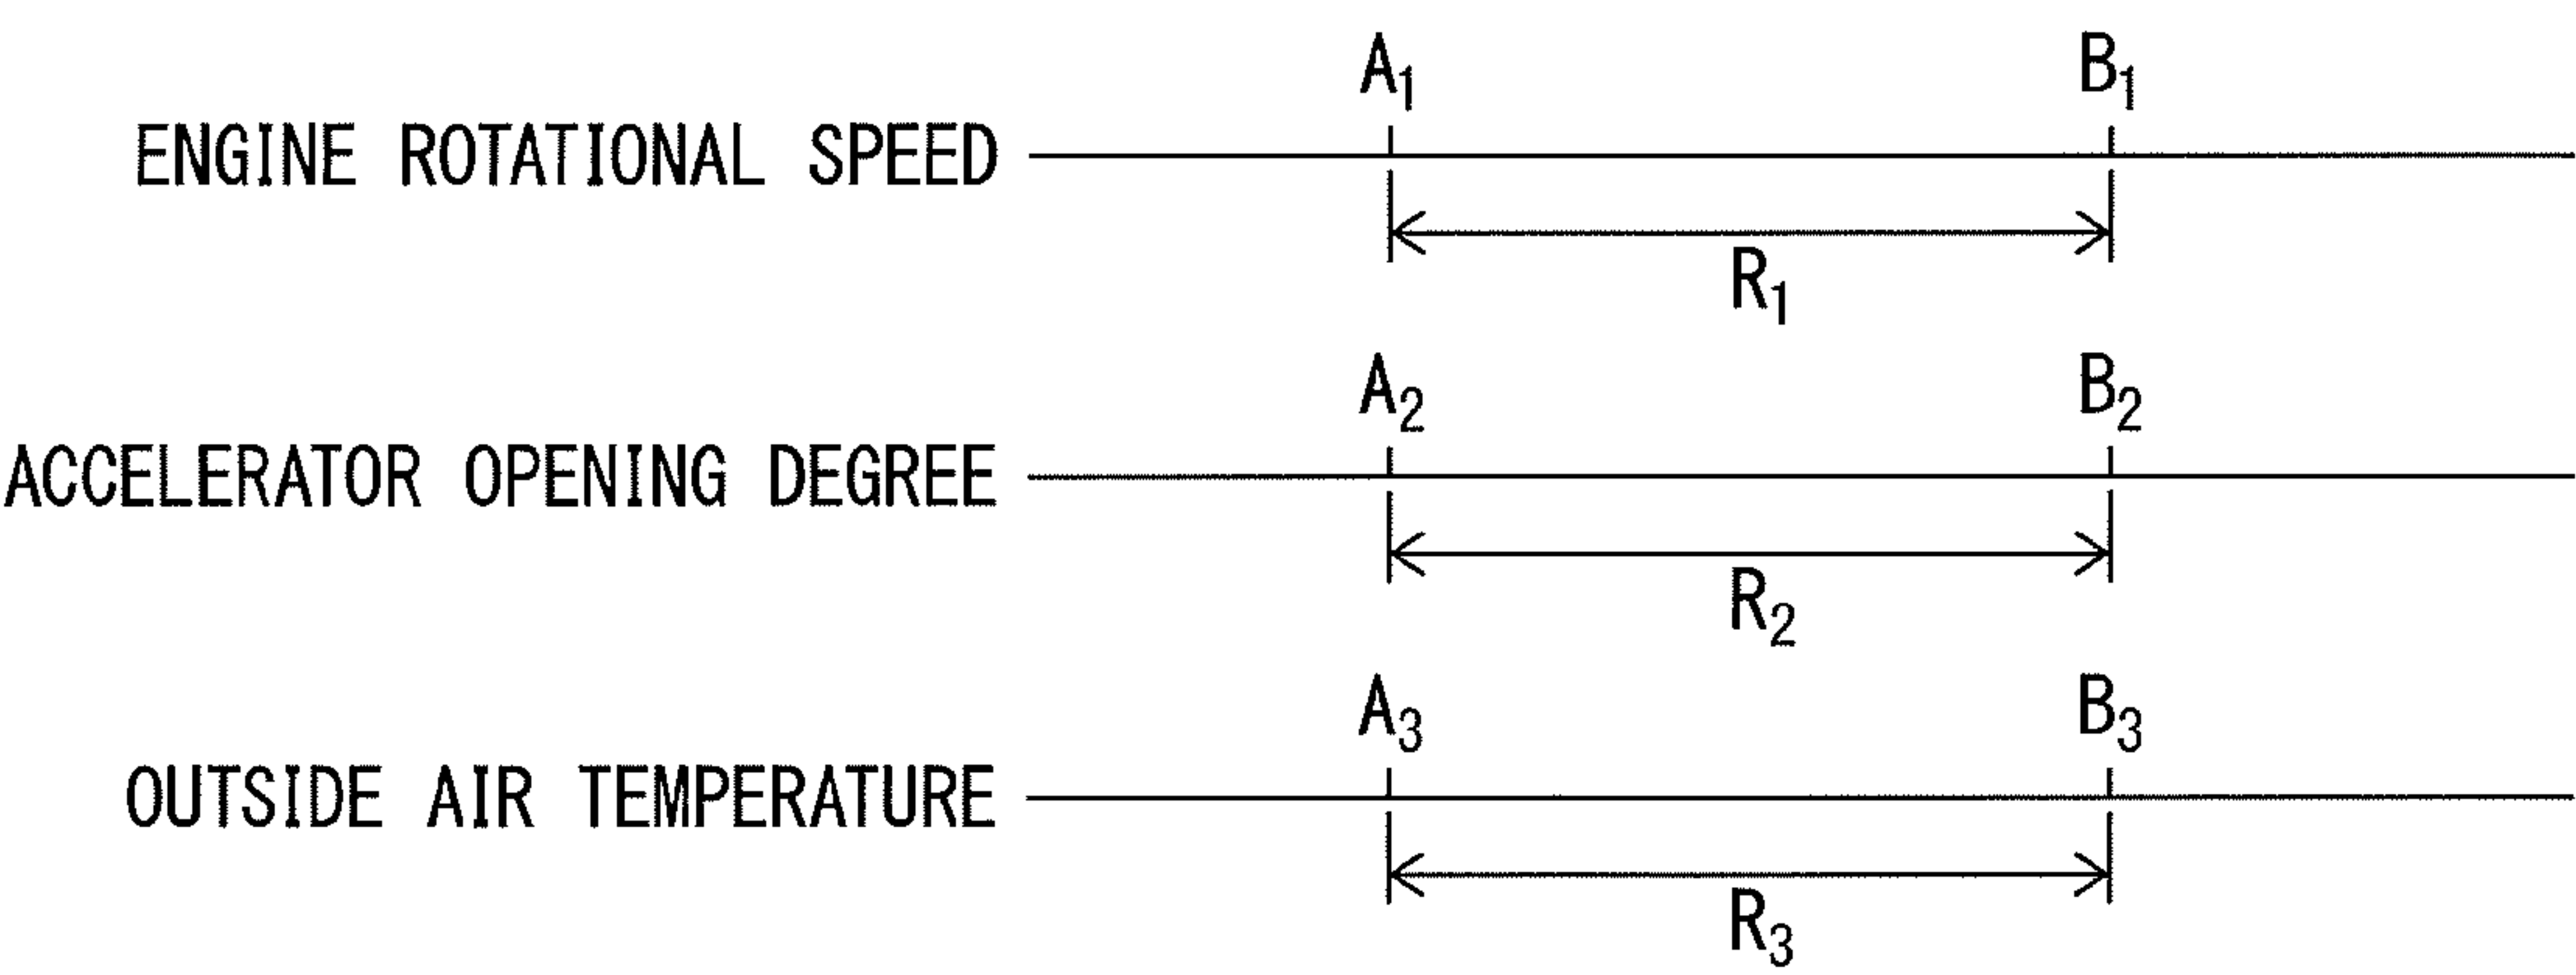 A₁ B₁
ENGINE ROTATIONAL SPEED
R₁
A₂ B₂
ACCELERATOR OPENING DEGREE
R₂
A₃ B₃
OUTSIDE AIR TEMPERATURE
R₃